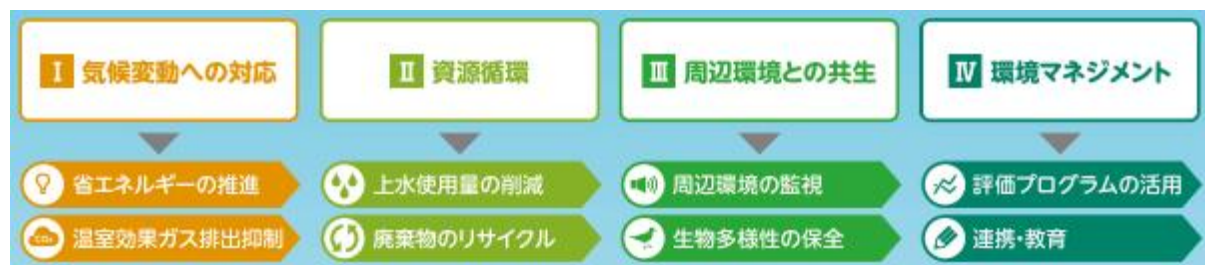 Ⅰ 気候変動への対応
Ⅱ 資源循環
Ⅲ 周辺環境との共生
Ⅳ 環境マネジメント
省エネルギーの推進
上水使用量の削減
周辺環境の監視
評価プログラムの活用
CO₂ 温室効果ガス排出抑制
廃棄物のリサイクル
生物多様性の保全
連携・教育